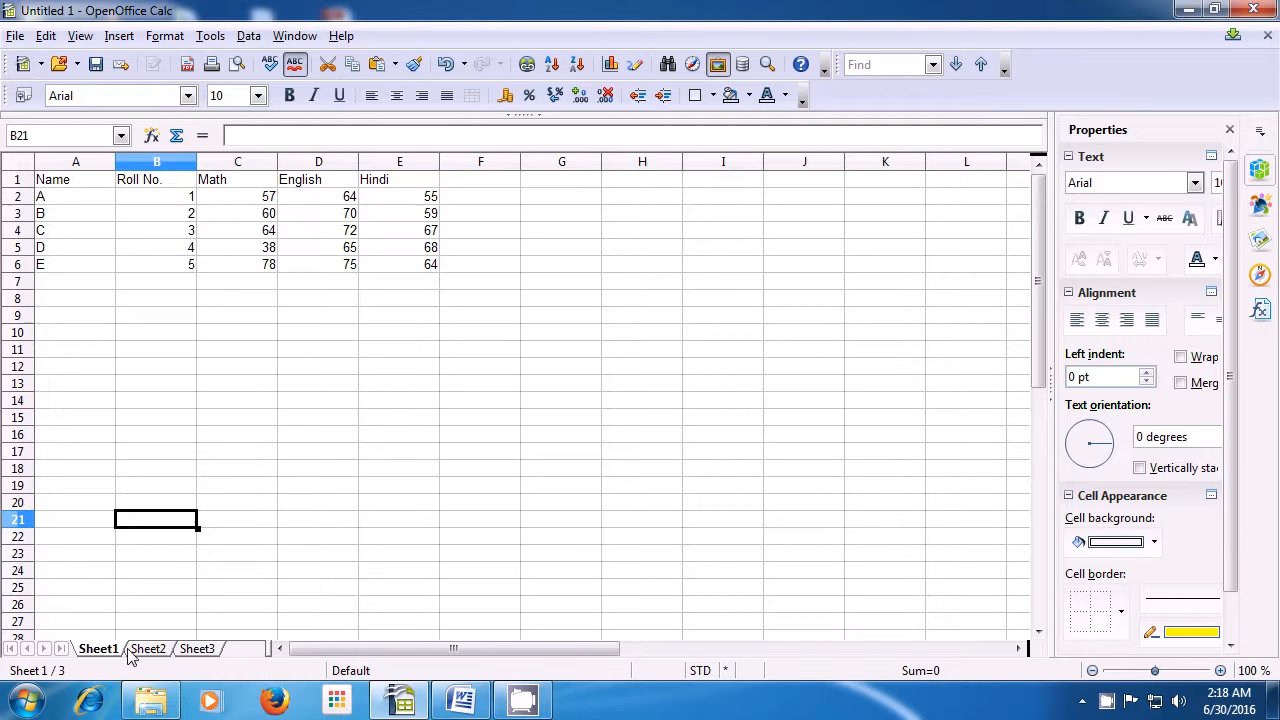 Untitled 1 - OpenOffice Calc
File Edit View Insert Format Tools Data Window Help
Find
Arial 10
B21
A B C D E F G H I J K L
1 Name Roll No. Math English Hindi
2 A 1 57 64 55
3 B 2 60 70 59
4 C 3 64 72 67
5 D 4 38 65 68
6 E 5 78 75 64
7
8
9
10
11
12
13
14
15
16
17
18
19
20
21
22
23
24
25
26
27
28
Properties
Text
Arial
Alignment
Left indent:
Wrap
0 pt
Merg
Text orientation:
0 degrees
Vertically sta
Cell Appearance
Cell background:
Cell border:
Sheet1 Sheet2 Sheet3
Sheet 1 / 3 Default STD * Sum=0 100 %
2:18 AM
6/30/2016